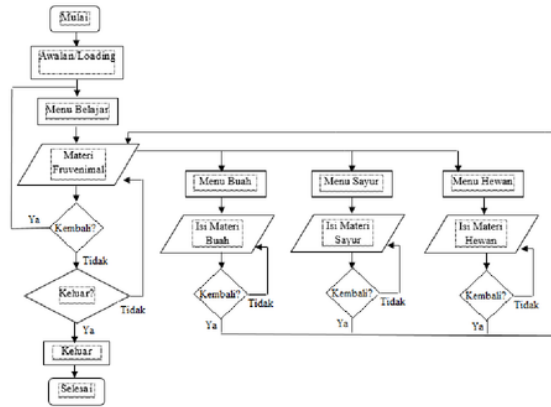 Mulai
Awalan/Loading
Menu Belajar
Materi
Fruvenimal
Ya
Kembali?
Tidak
Keluar?
Tidak
Ya
Keluar
Selesai
Menu Buah
Isi Materi
Buah
Kembali?
Tidak
Ya
Menu Sayur
Isi Materi
Sayur
Kembali?
Tidak
Ya
Menu Hewan
Isi Materi
Hewan
Kembali?
Tidak
Ya